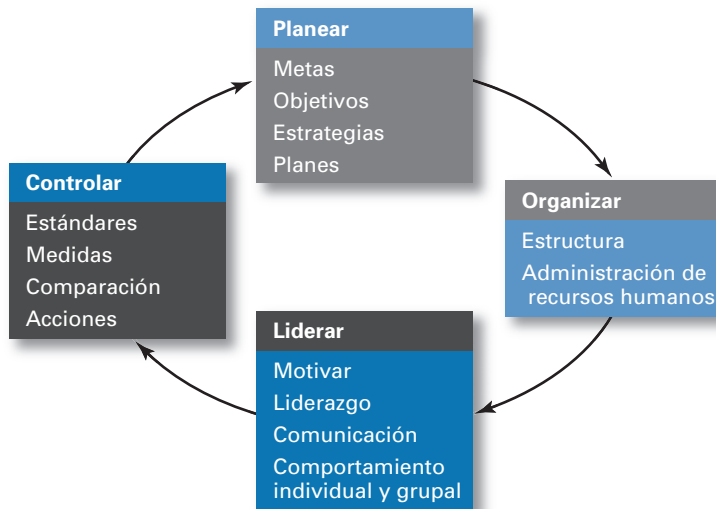 Planear
Metas
Objetivos
Estrategias
Planes
Organizar
Estructura
Administración de
recursos humanos
Liderar
Motivar
Liderazgo
Comunicación
Comportamiento
individual y grupal
Controlar
Estándares
Medidas
Comparación
Acciones